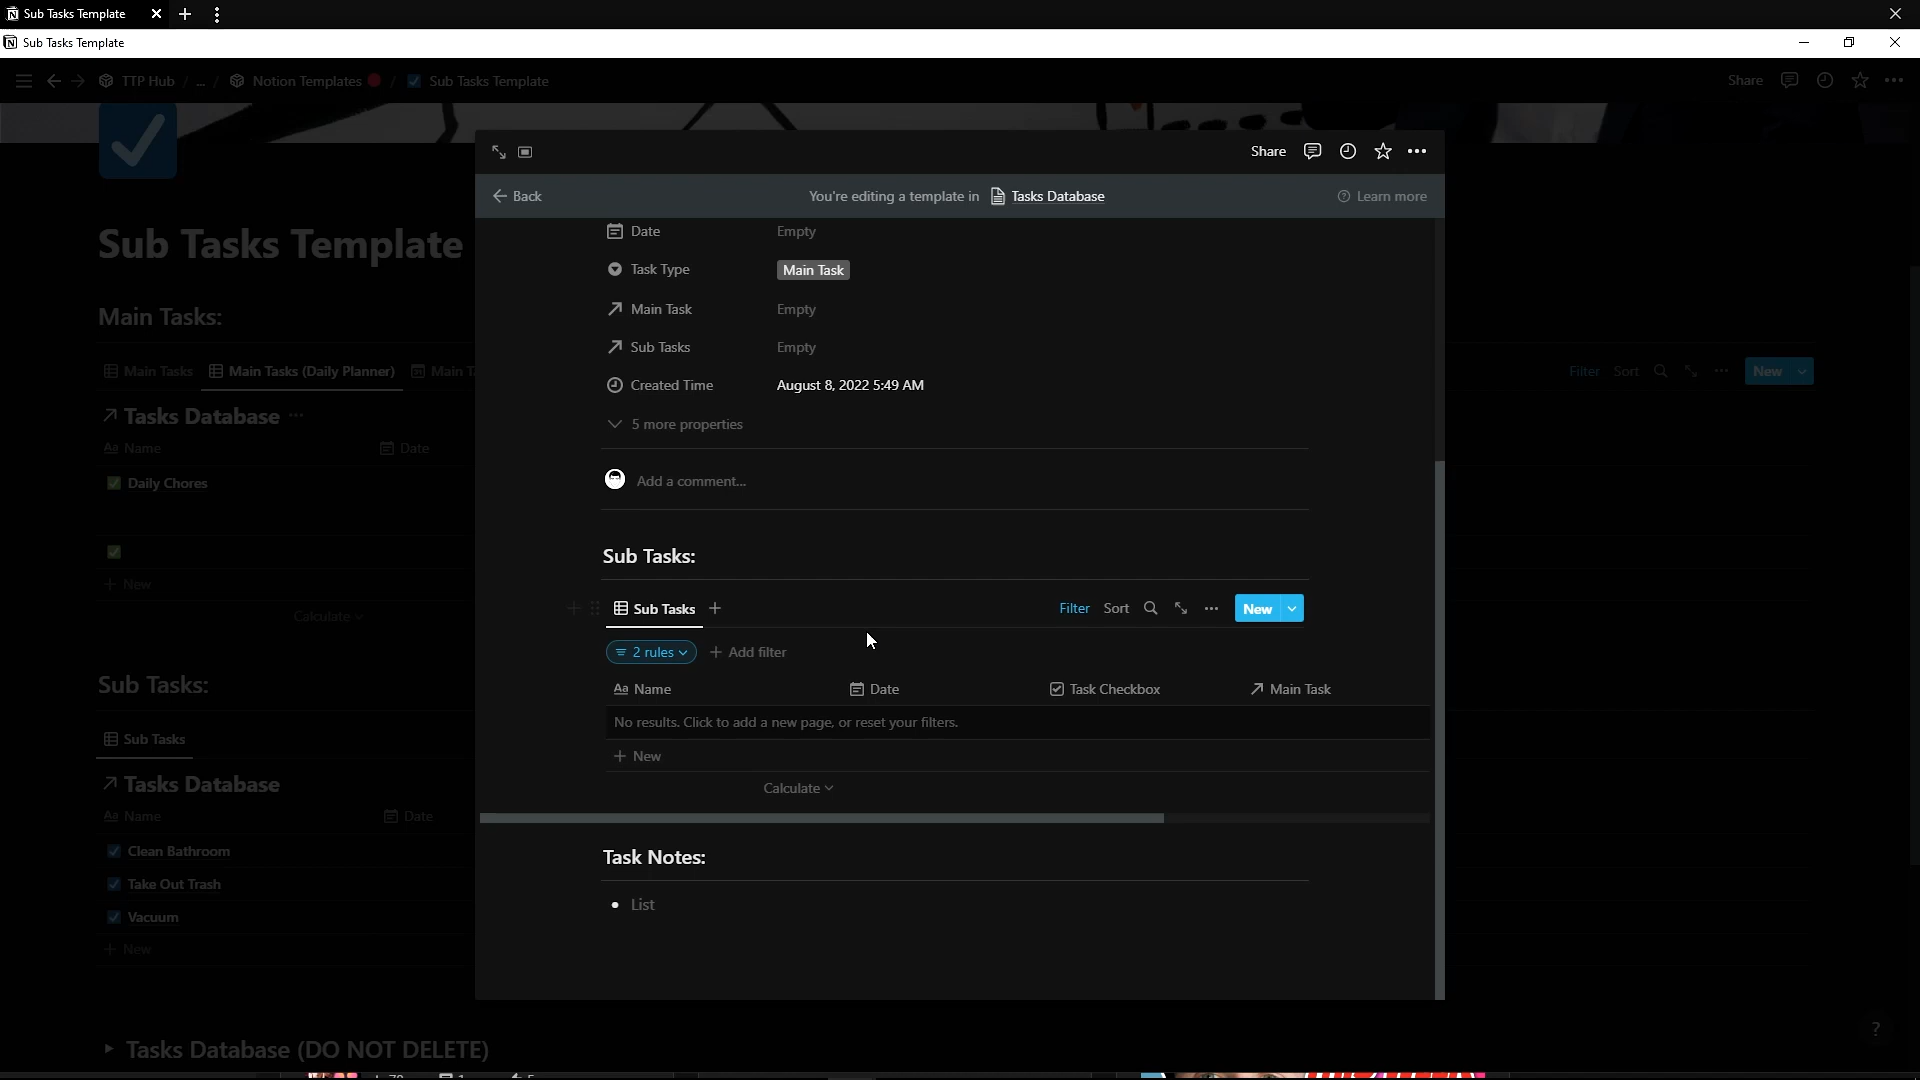 Sub Tasks Template
Sub Tasks Template
TTP Hub / ... / Notion Templates / Sub Tasks Template
Share
Share
Back
You're editing a template in Tasks Database
Learn more
Sub Tasks Template
Main Tasks:
Main Tasks
Main Tasks (Daily Planner)
Main T
Filter
Sort
New
Tasks Database
Aa Name
Date
Daily Chores
+ New
Calculate
Sub Tasks:
Sub Tasks
Tasks Database
Aa Name
Date
Clean Bathroom
Take Out Trash
Vacuum
+ New
Tasks Database (DO NOT DELETE)
Date
Empty
Task Type
Main Task
Main Task
Empty
Sub Tasks
Empty
Created Time
August 8, 2022 5:49 AM
5 more properties
Add a comment...
Sub Tasks:
Sub Tasks
Filter
Sort
New
2 rules
+ Add filter
Aa Name
Date
Task Checkbox
Main Task
No results. Click to add a new page, or reset your filters.
+ New
Calculate
Task Notes:
• List
?